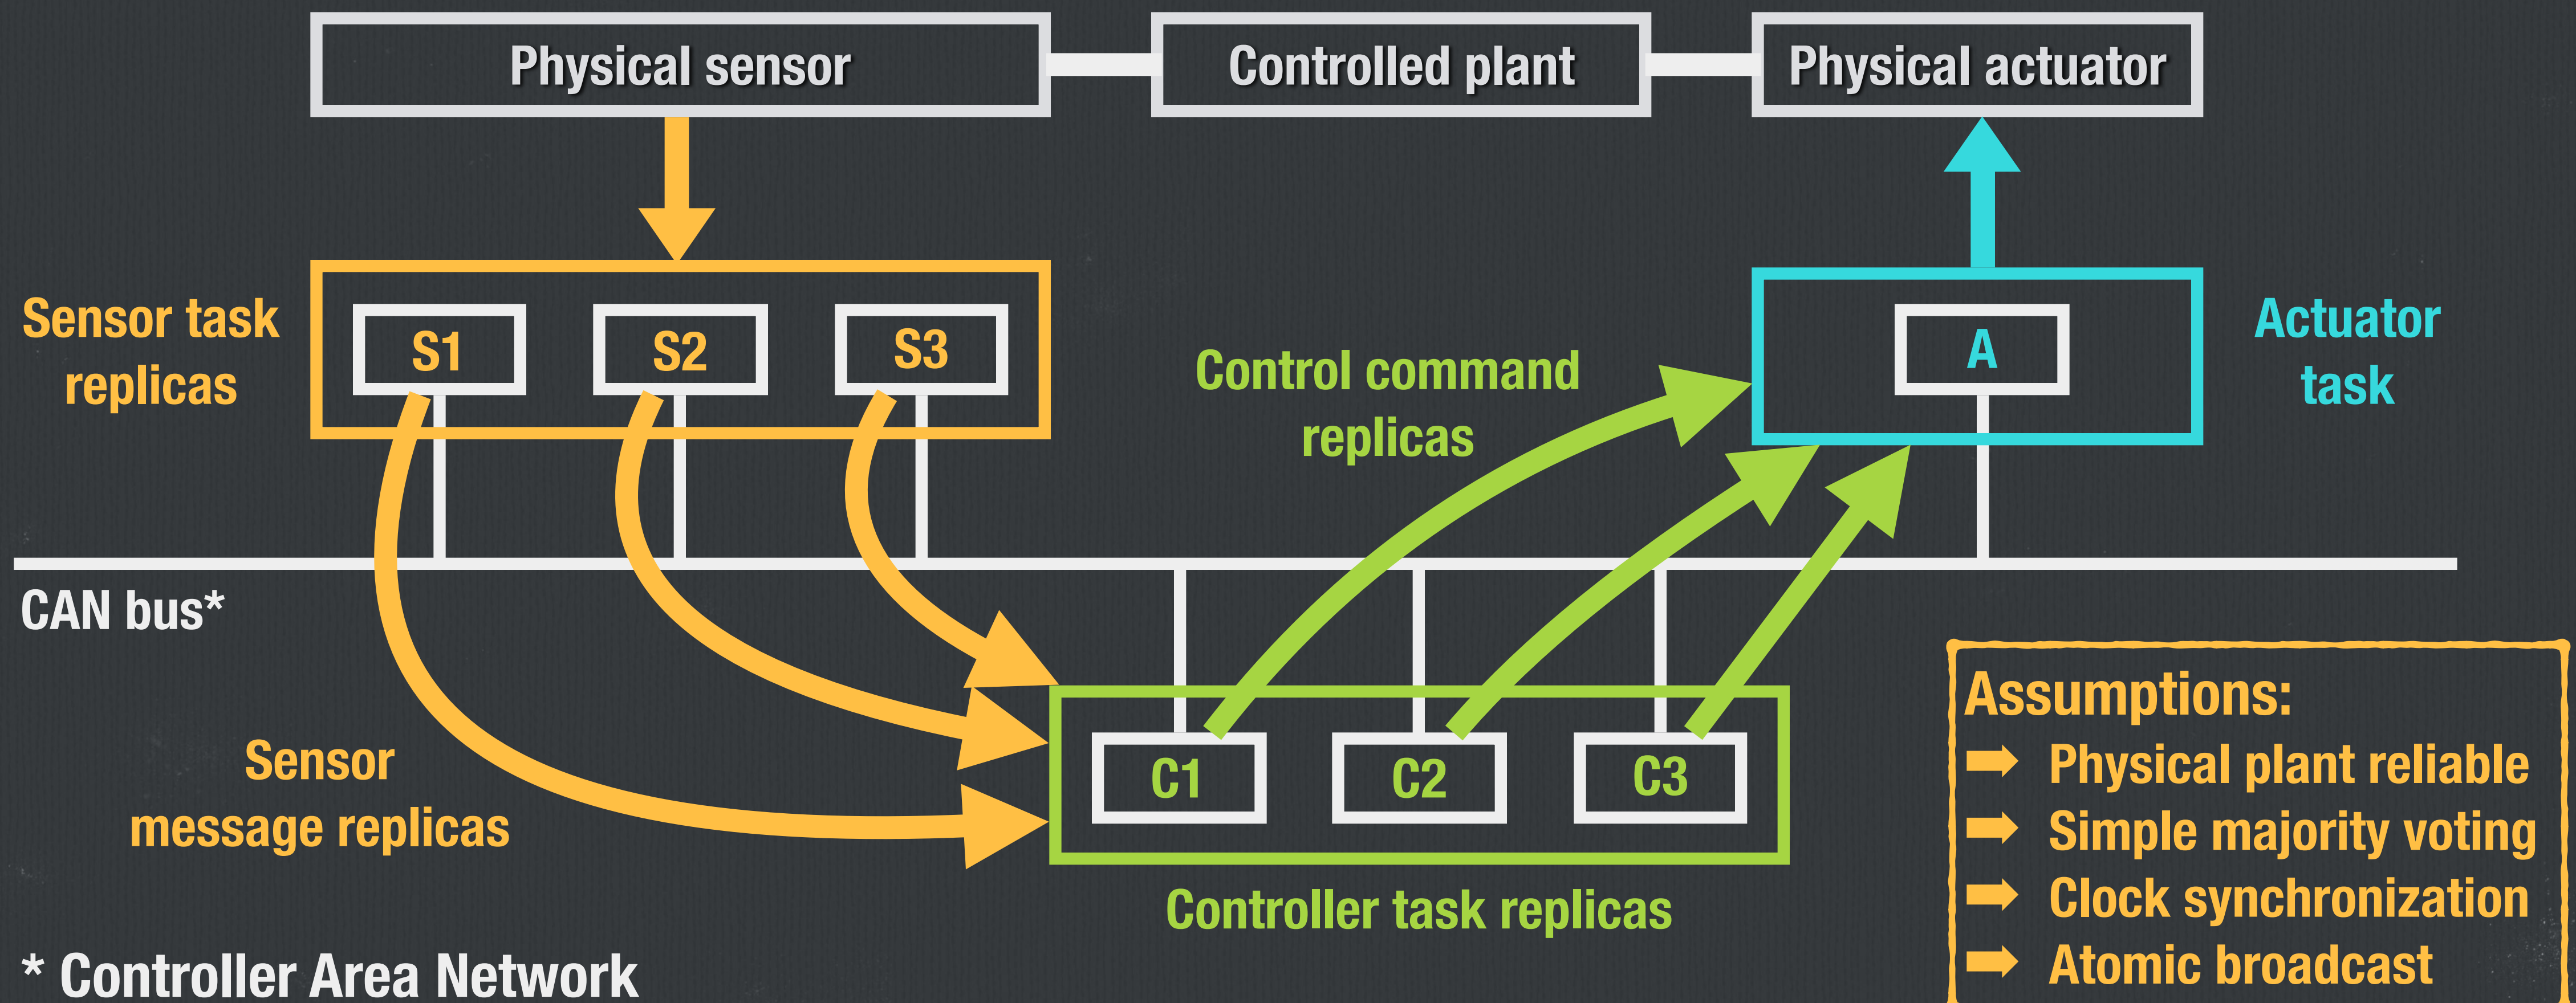 Physical sensor
Controlled plant
Physical actuator
Sensor task
replicas
S1
S2
S3
Control command
replicas
A
Actuator
task
CAN bus*
Sensor
message replicas
C1
C2
C3
Controller task replicas
Assumptions:
Physical plant reliable
Simple majority voting
Clock synchronization
Atomic broadcast
* Controller Area Network